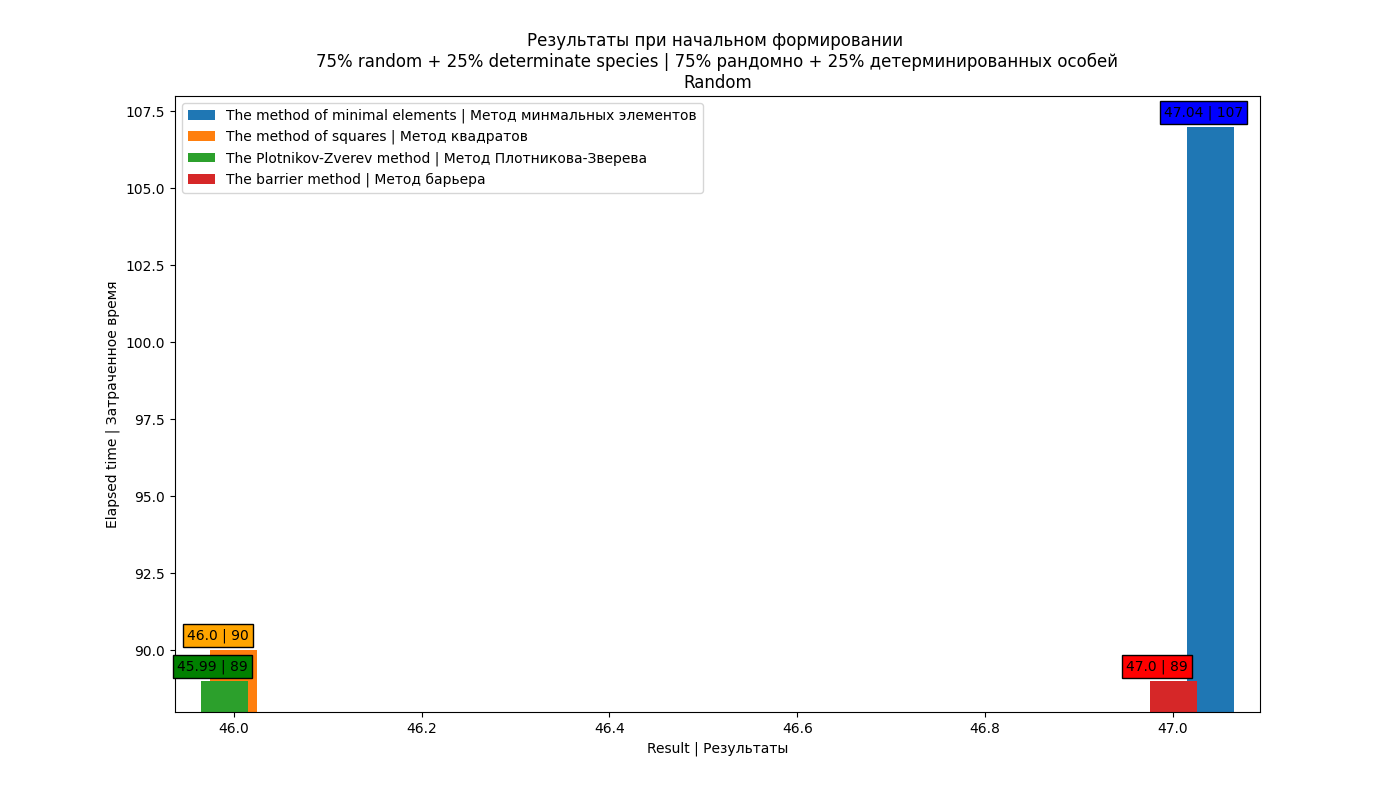 Результаты при начальном формировании
75% random + 25% determinate species | 75% рандомно + 25% детерминированных особей
Random
The method of minimal elements | Метод минмальных элементов
The method of squares | Метод квадратов
The Plotnikov-Zverev method | Метод Плотникова-Зверева
The barrier method | Метод барьера
47.04 | 107
46.0 | 90
45.99 | 89
47.0 | 89
Elapsed time | Затраченное время
107.5
105.0
102.5
100.0
97.5
95.0
92.5
90.0
46.0
46.2
46.4
46.6
46.8
47.0
Result | Результаты